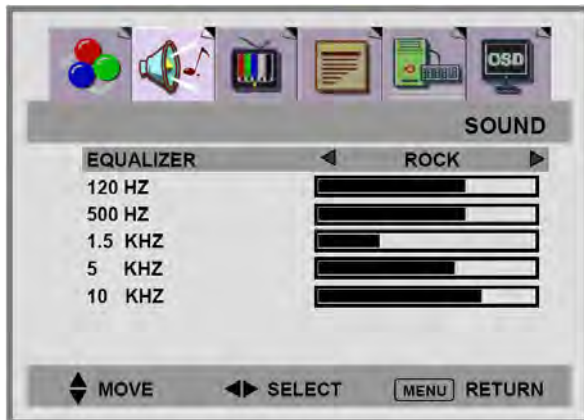 OSD
SOUND
EQUALIZER ROCK
120 HZ
500 HZ
1.5 KHZ
5 KHZ
10 KHZ
MOVE SELECT MENU RETURN